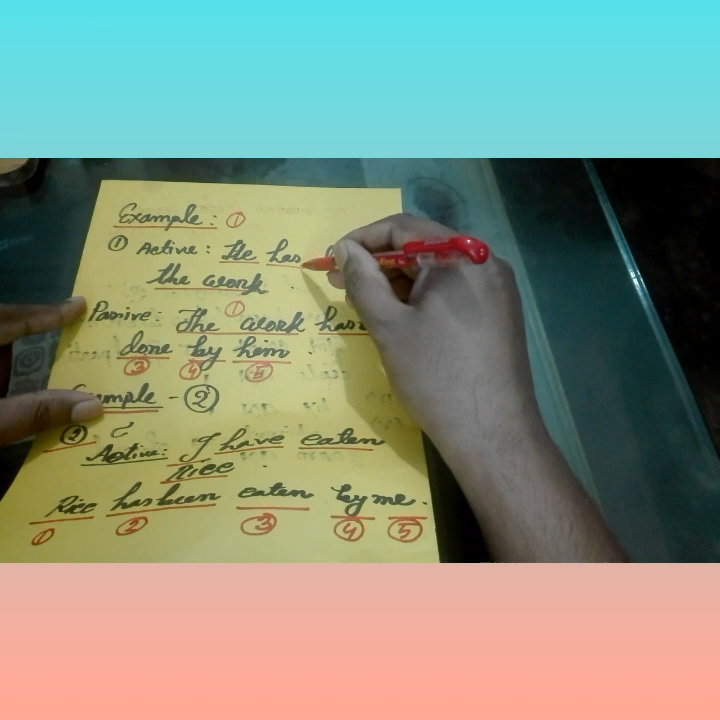 Example: ①
① Active: He has
the work
Passive: ① The work has
done by him
③ ④ ⑤
Example - ②
②
Active: I have eaten
Rice.
Rice has been eaten by me.
① ② ③ ④ ⑤